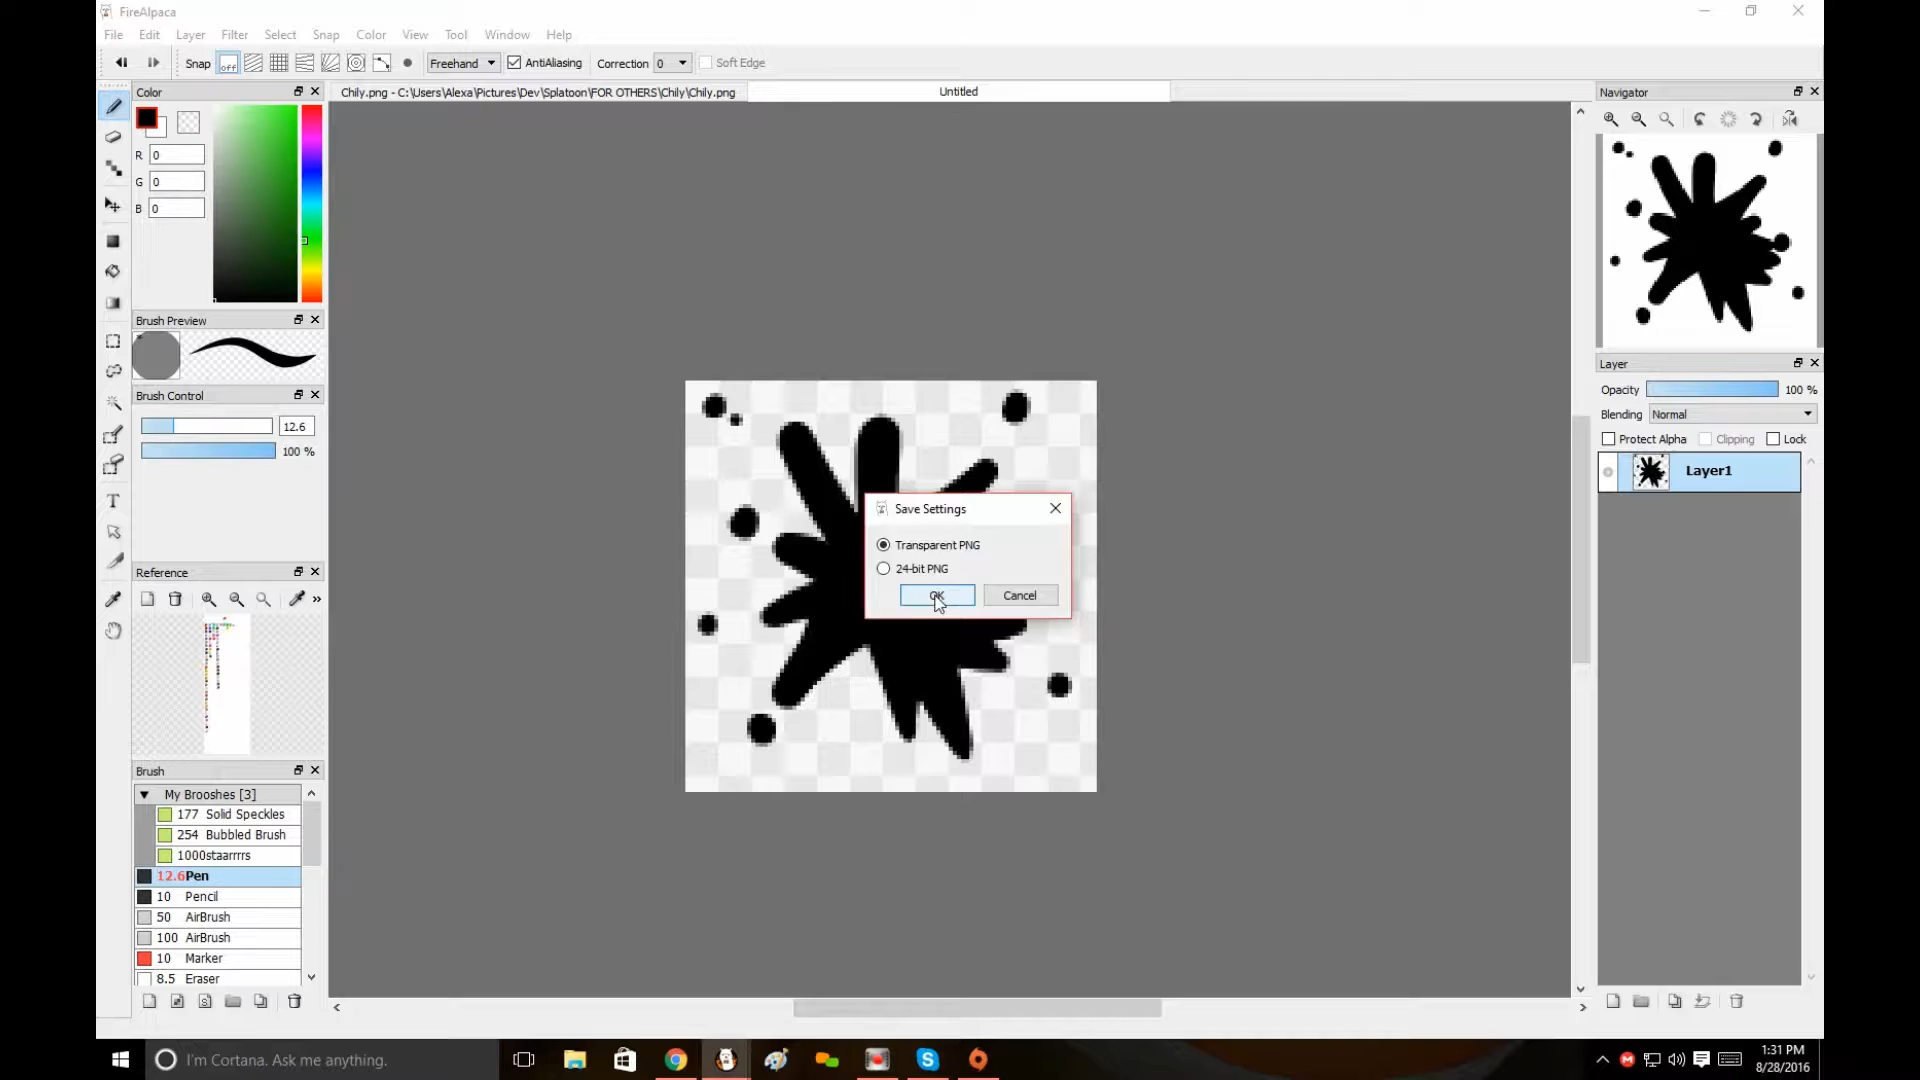 FireAlpaca
File Edit Layer Filter Select Snap Color View Tool Window Help
Snap off Freehand AntiAliasing Correction 0 Soft Edge
Color
Chily.png - C:\Users\Alexa\Pictures\Dev\Splatoon\FOR OTHERS\Chily\Chily.png
Untitled
Navigator
R 0
G 0
B 0
Brush Preview
Brush Control
12.6
100 %
Reference
»
Brush
My Brooshes [3]
177 Solid Speckles
254 Bubbled Brush
1000staarrrrs
12.6 Pen
10 Pencil
50 AirBrush
100 AirBrush
10 Marker
8.5 Eraser
Save Settings
Transparent PNG
24-bit PNG
OK Cancel
Layer
Opacity 100 %
Blending Normal
Protect Alpha Clipping Lock
Layer1
T
I'm Cortana. Ask me anything.
1:31 PM
8/28/2016